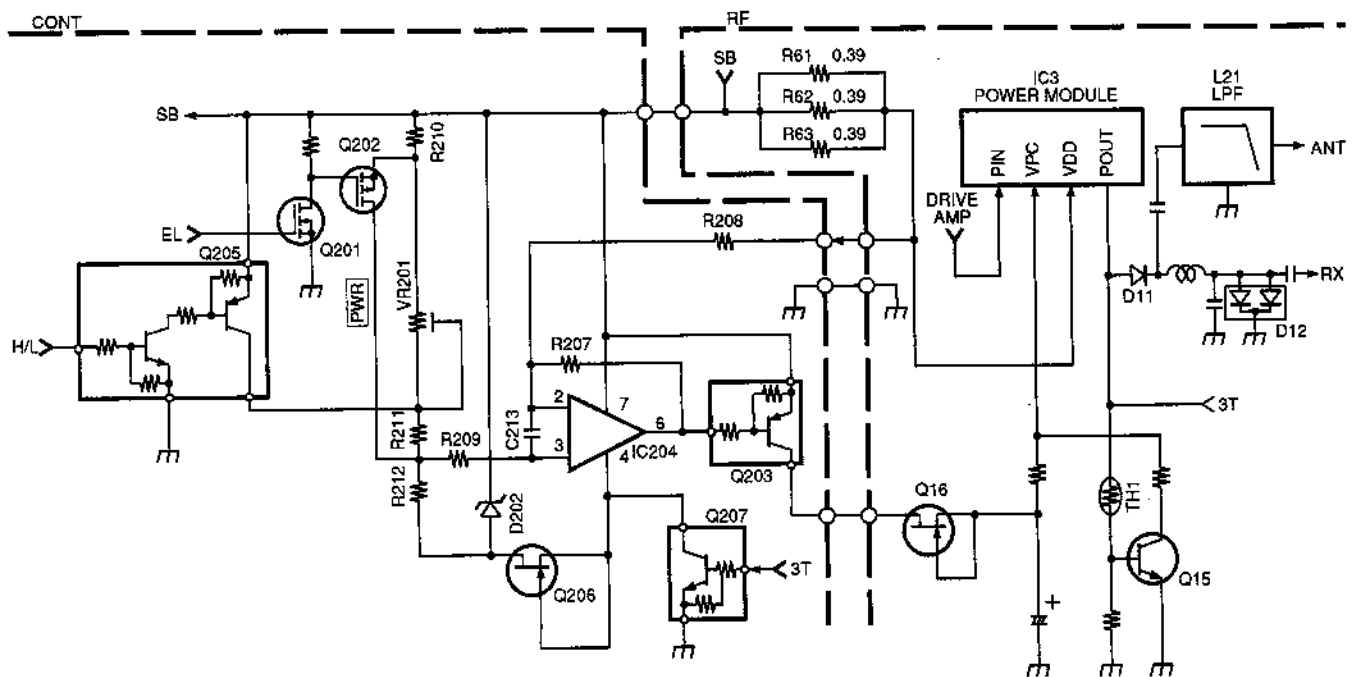 CONT
RF
SB
R61 0.39
R62 0.39
R63 0.39
IC3
POWER MODULE
L21
LPF
SB
Q202
R210
PIN
VPC
VDD
POUT
ANT
DRIVE
AMP
EL
Q201
R208
Q205
PWR
VR201
D11
RX
D12
H/L
R207
2
7
3T
R211
R209
C213
3
6
IC204
4
Q203
R212
D202
Q16
TH1
Q207
3T
Q15
Q206
+